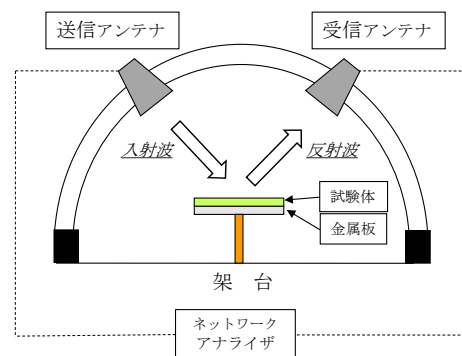 送信アンテナ
受信アンテナ
入射波
反射波
試験体
金属板
架 台
ネットワーク
アナライザ